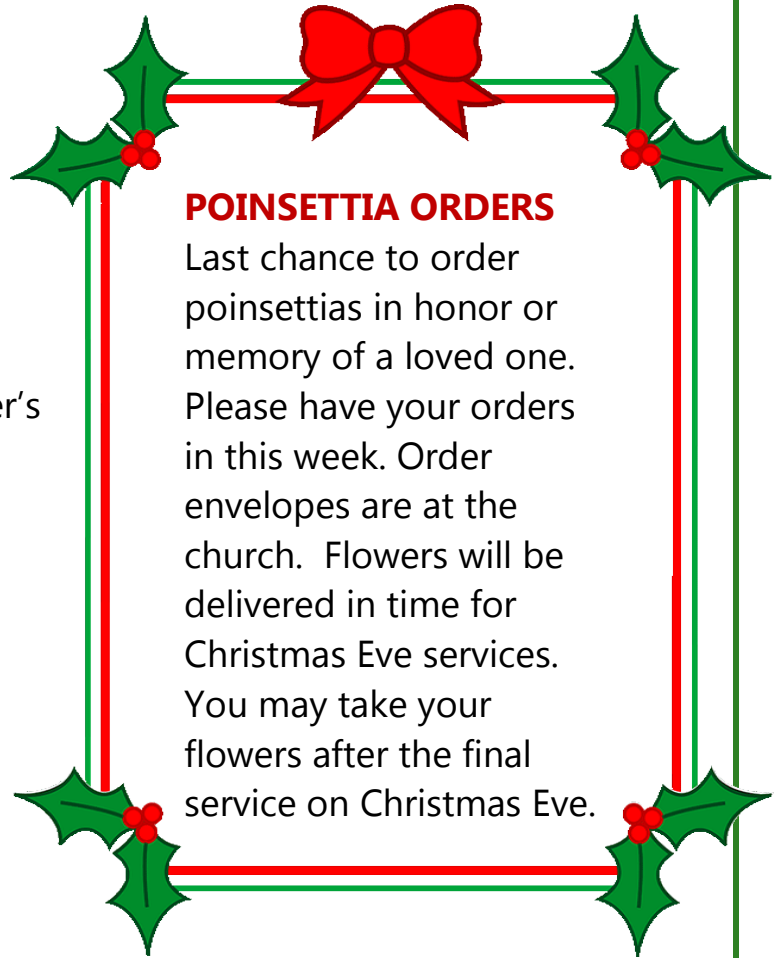 POINSETTIA ORDERS
Last chance to order
poinsettias in honor or
memory of a loved one.
Please have your orders
in this week. Order
envelopes are at the
church.  Flowers will be
delivered in time for
Christmas Eve services.
You may take your
flowers after the final
service on Christmas Eve.